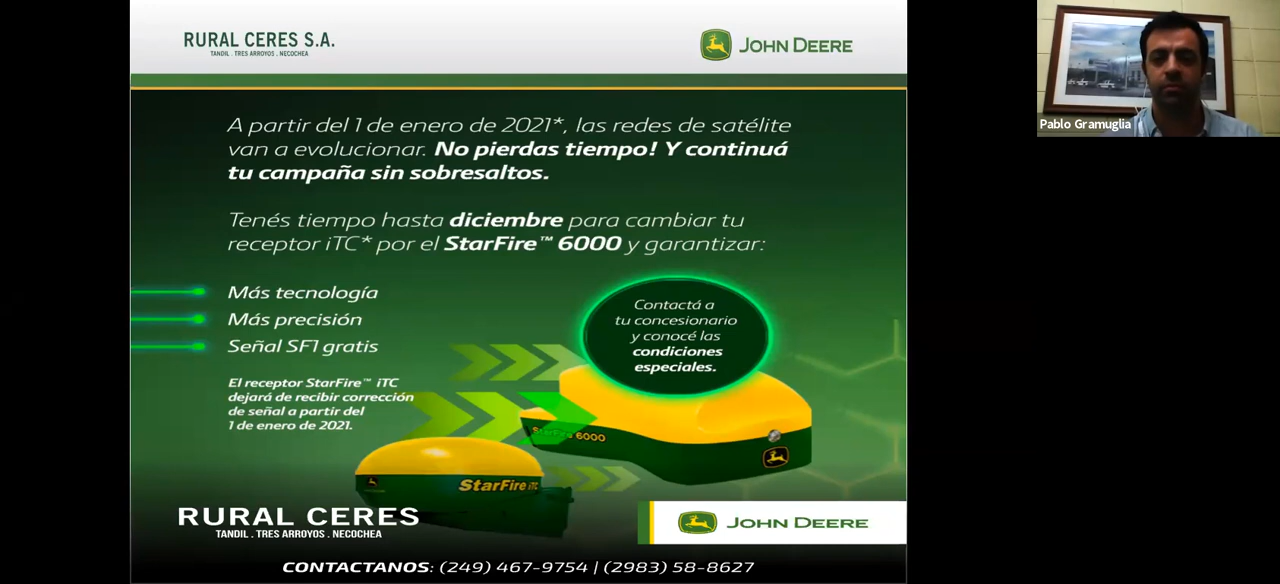 RURAL CERES S.A.
TANDIL . TRES ARROYOS . NECOCHEA
JOHN DEERE
Pablo Gramuglia
A partir del 1 de enero de 2021*, las redes de satélite
van a evolucionar. No pierdas tiempo! Y continuá
tu campaña sin sobresaltos.
Tenés tiempo hasta diciembre para cambiar tu
receptor iTC* por el StarFire™ 6000 y garantizar:
Más tecnología
Más precisión
Señal SF1 gratis
Contactá a
tu concesionario
y conocé las
condiciones
especiales.
El receptor StarFire™ iTC
dejará de recibir corrección
de señal a partir del
1 de enero de 2021.
StarFire 6000
StarFire iTC
RURAL CERES
TANDIL . TRES ARROYOS . NECOCHEA
JOHN DEERE
CONTACTANOS: (249) 467-9754 | (2983) 58-8627